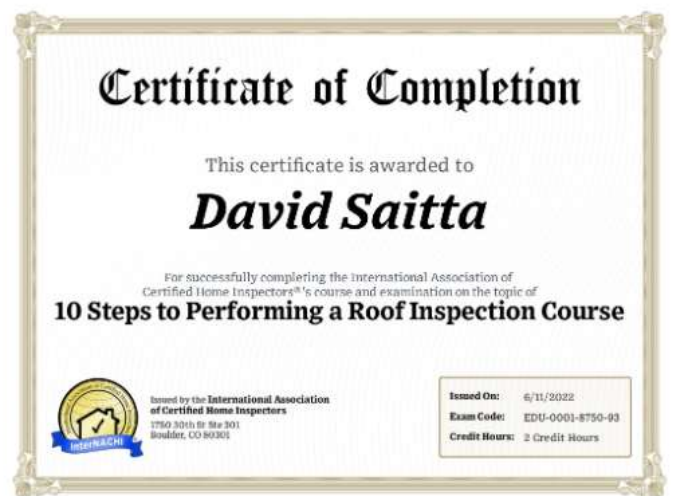 Certificate of Completion
This certificate is awarded to
David Saitta
For successfully completing the International Association of
Certified Home Inspectors®'s course and examination on the topic of
10 Steps to Performing a Roof Inspection Course
Issued by the International Association
of Certified Home Inspectors
1750 30th St Ste 301
Boulder, CO 80301
InterNACHI
Issued On: 6/11/2022
Exam Code: EDU-0001-8750-93
Credit Hours: 2 Credit Hours